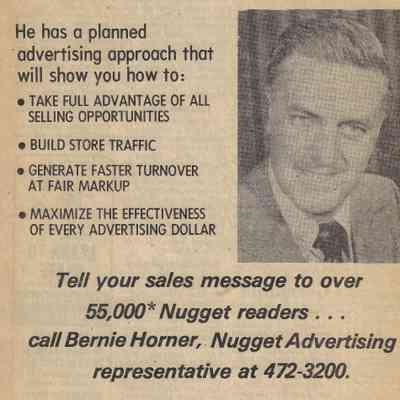 He has a planned
advertising approach that
will show you how to:
• TAKE FULL ADVANTAGE OF ALL
SELLING OPPORTUNITIES
• BUILD STORE TRAFFIC
• GENERATE FASTER TURNOVER
AT FAIR MARKUP
• MAXIMIZE THE EFFECTIVENESS
OF EVERY ADVERTISING DOLLAR
Tell your sales message to over
55,000* Nugget readers . . .
call Bernie Horner, Nugget Advertising
representative at 472-3200.